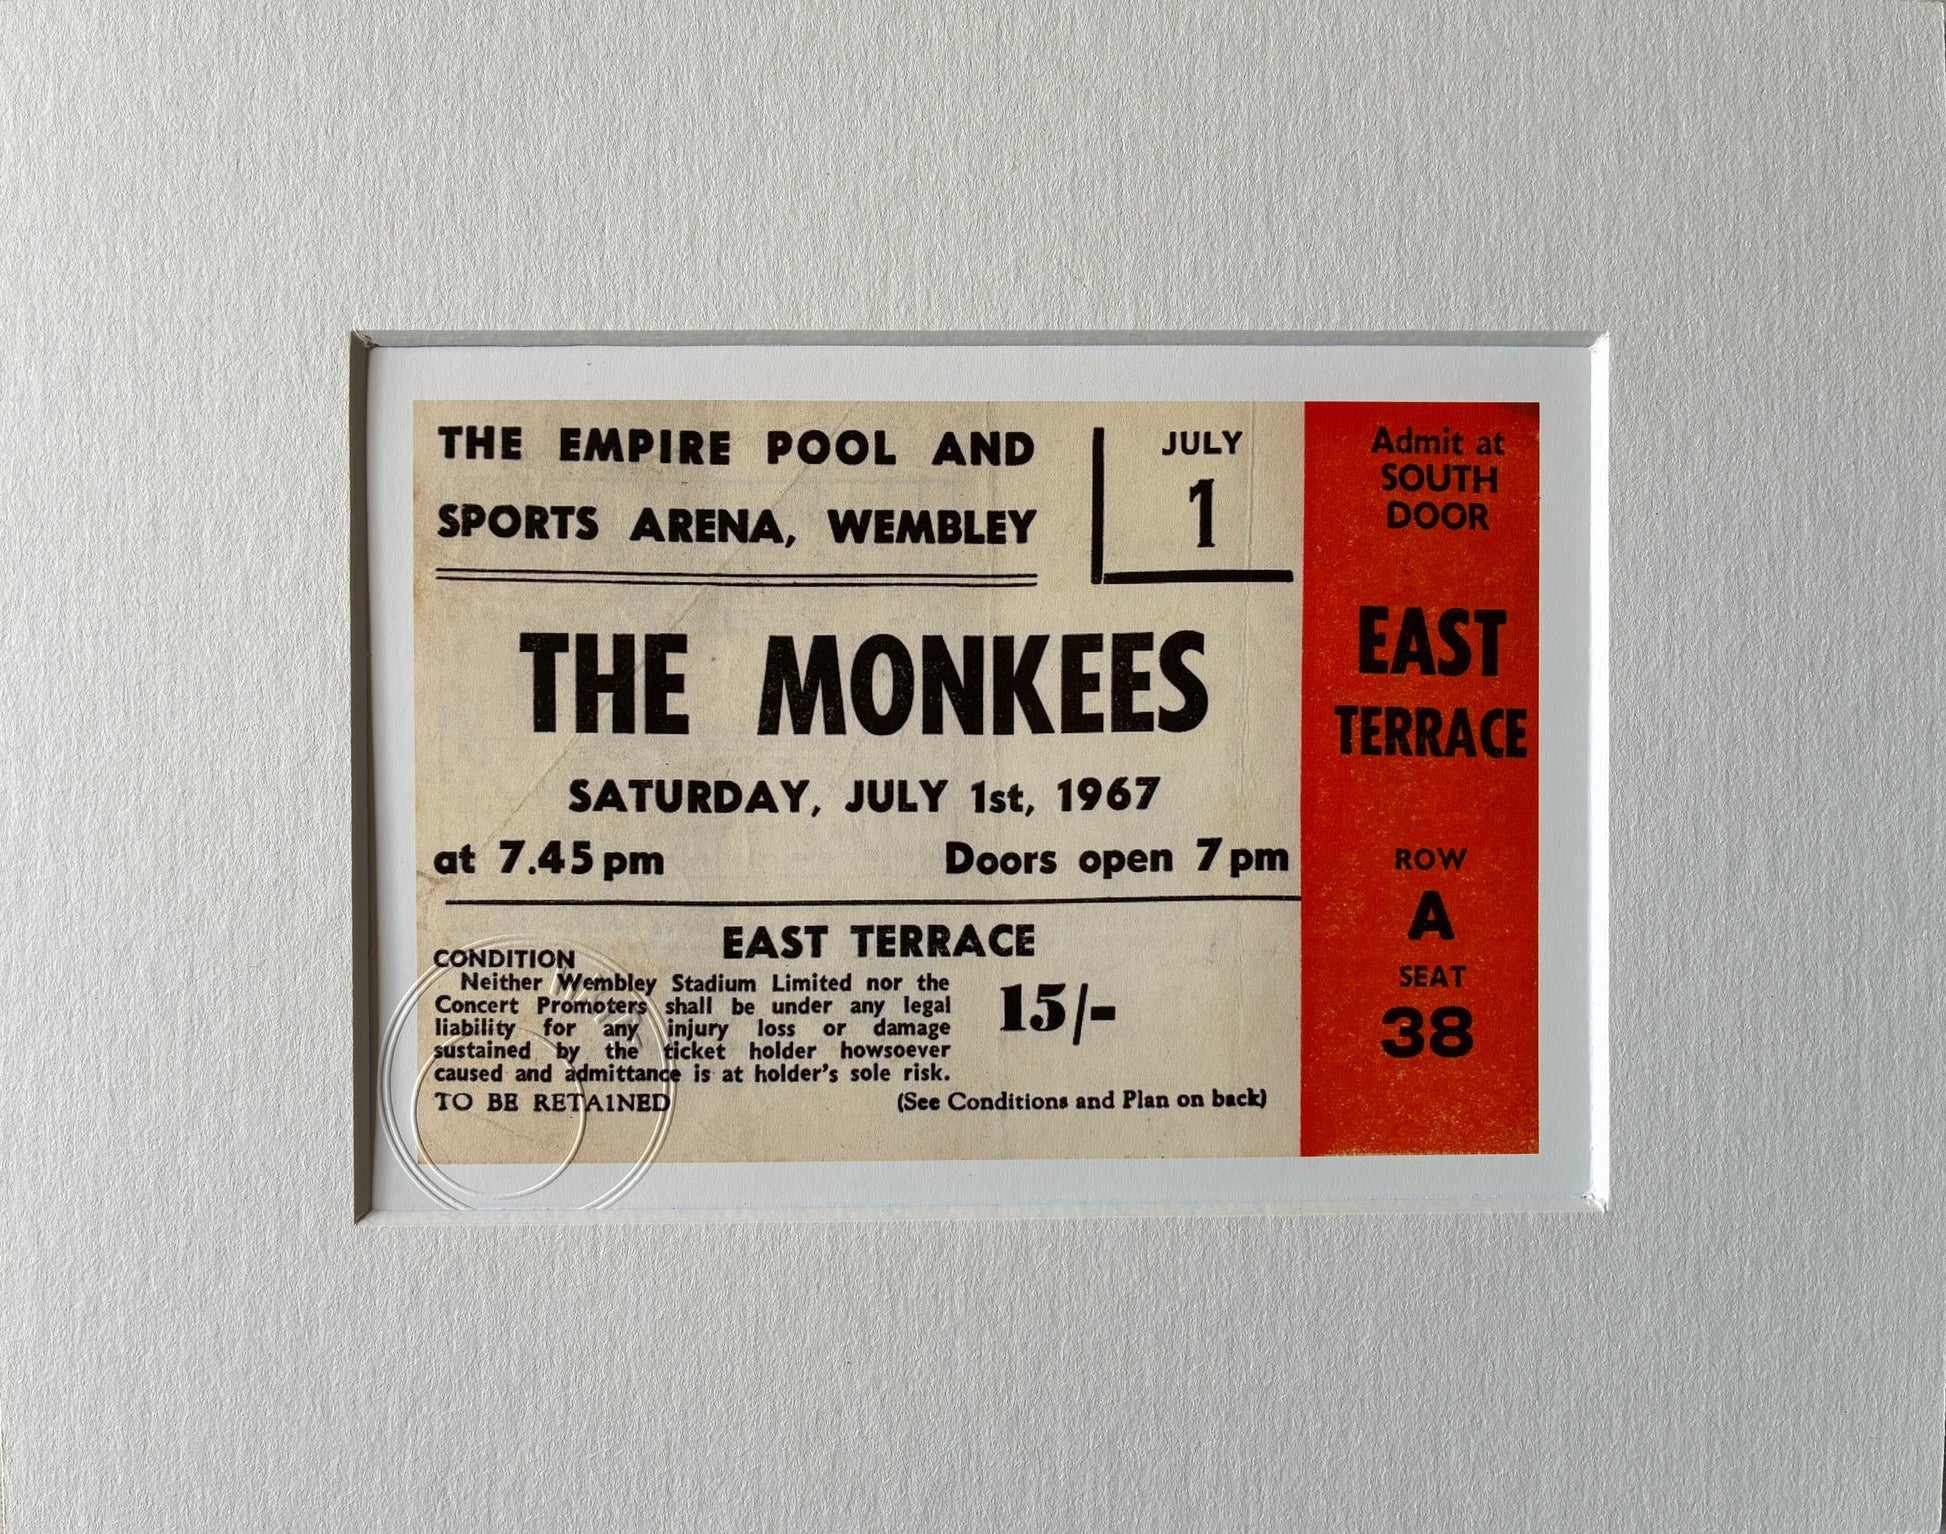 THE EMPIRE POOL AND
SPORTS ARENA, WEMBLEY
JULY
1
THE MONKEES
SATURDAY, JULY 1st, 1967
at 7.45 pm Doors open 7 pm
EAST TERRACE
CONDITION
Neither Wembley Stadium Limited nor the
Concert Promoters shall be under any legal
liability for any injury loss or damage
sustained by the ticket holder howsoever
caused and admittance is at holder's sole risk.
15/-
TO BE RETA1NED (See Conditions and Plan on back)
Admit at
SOUTH
DOOR
EAST
TERRACE
ROW
A
SEAT
38